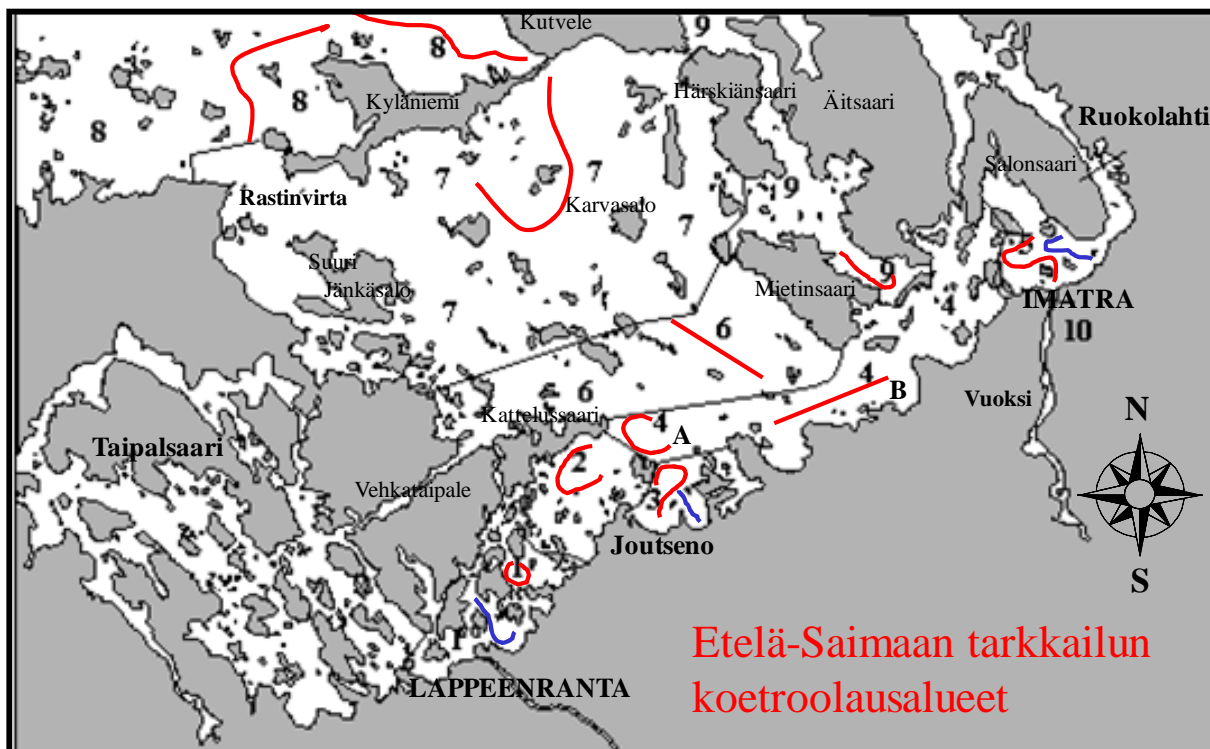 Kutvele
9
8
Kyläniemi
Härskiänsaari
Äitsaari
8
8
Ruokolahti
Salonsaari
7
7
9
Rastinvirta
Karvasalo
7
Suuri
Jänkäsalo
9
Mietinsaari
5
IMATRA
10
7
6
4
6
4
B
Vuoksi
Kattelussaari
4
A
N
Taipalsaari
2
Vehkataipale
3
Joutseno
S
1
1
Etelä-Saimaan tarkkailun
koetroolausalueet
LAPPEENRANTA